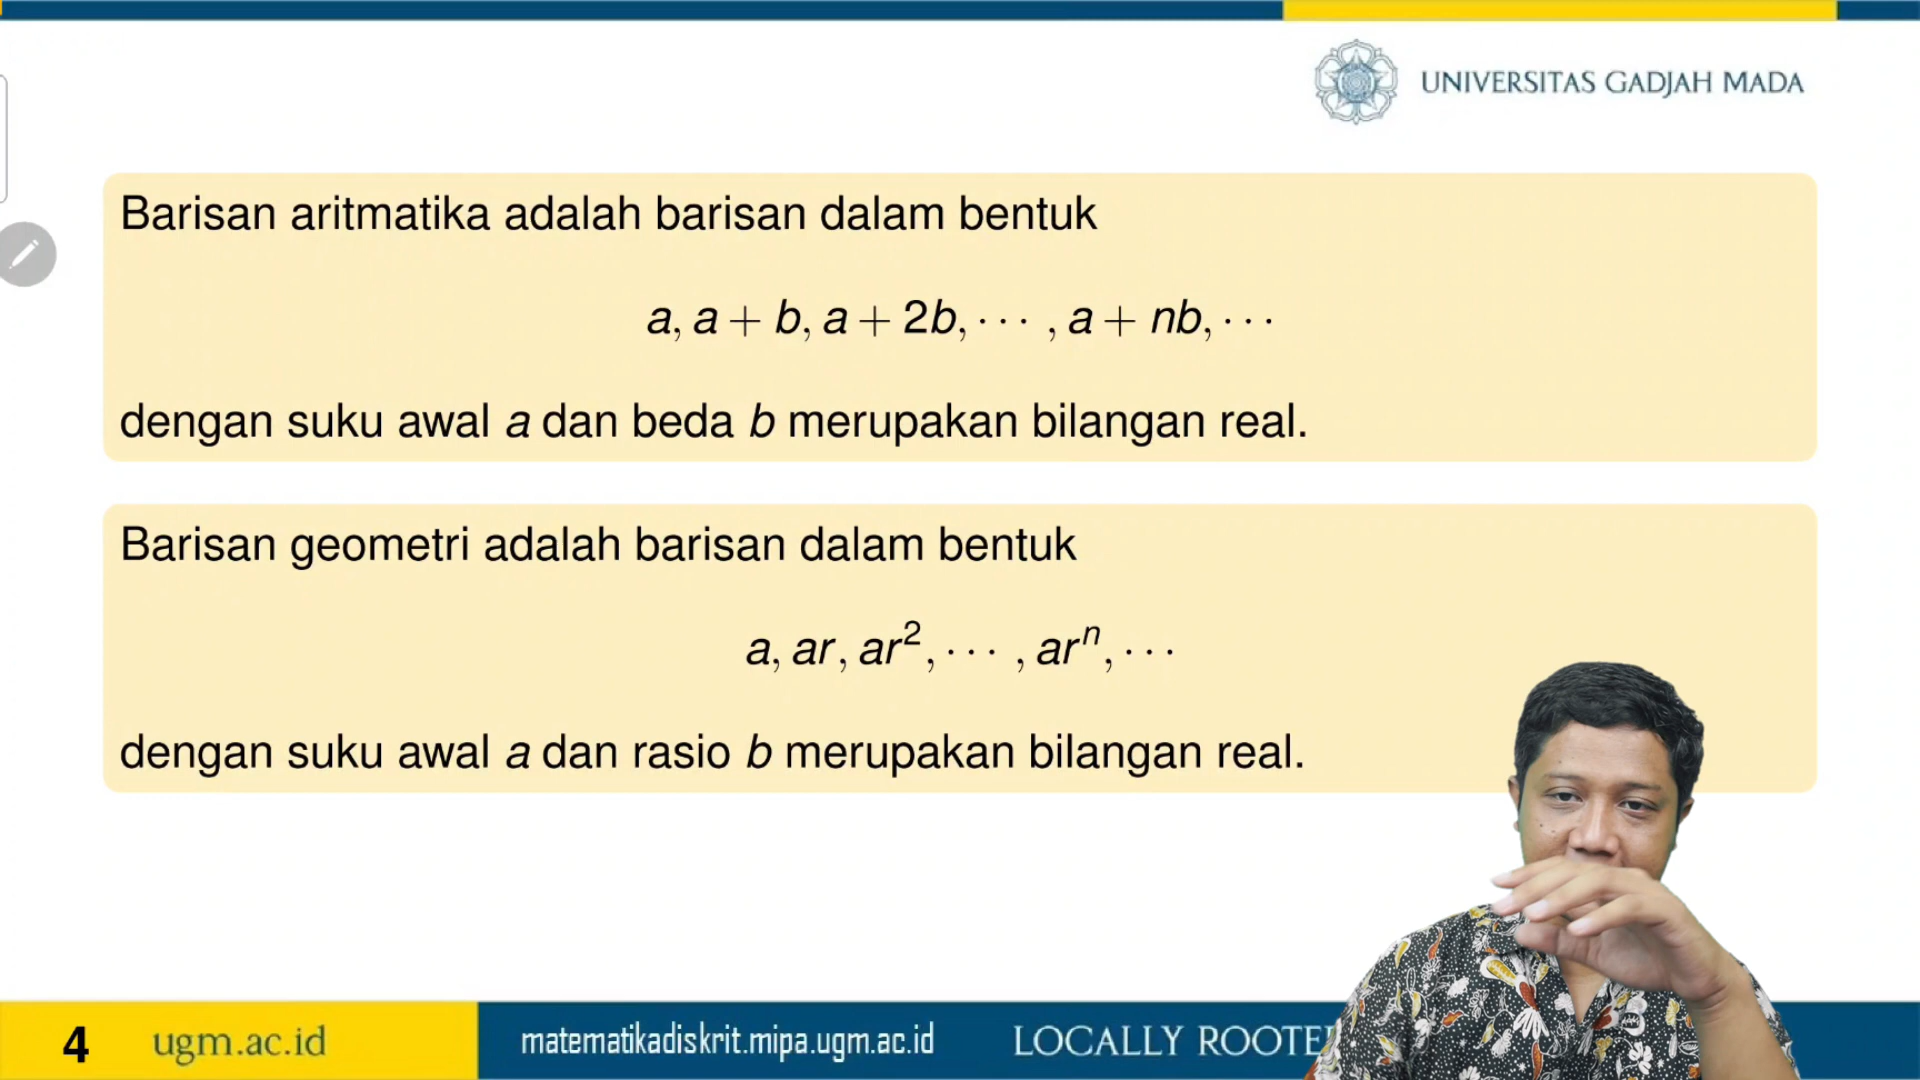 UNIVERSITAS GADJAH MADA
Barisan aritmatika adalah barisan dalam bentuk
a, a + b, a + 2b, ⋯ , a + nb, ⋯
dengan suku awal a dan beda b merupakan bilangan real.
Barisan geometri adalah barisan dalam bentuk
a, ar, ar², ⋯ , arⁿ, ⋯
dengan suku awal a dan rasio b merupakan bilangan real.
4 ugm.ac.id matematikadiskrit.mipa.ugm.ac.id LOCALLY